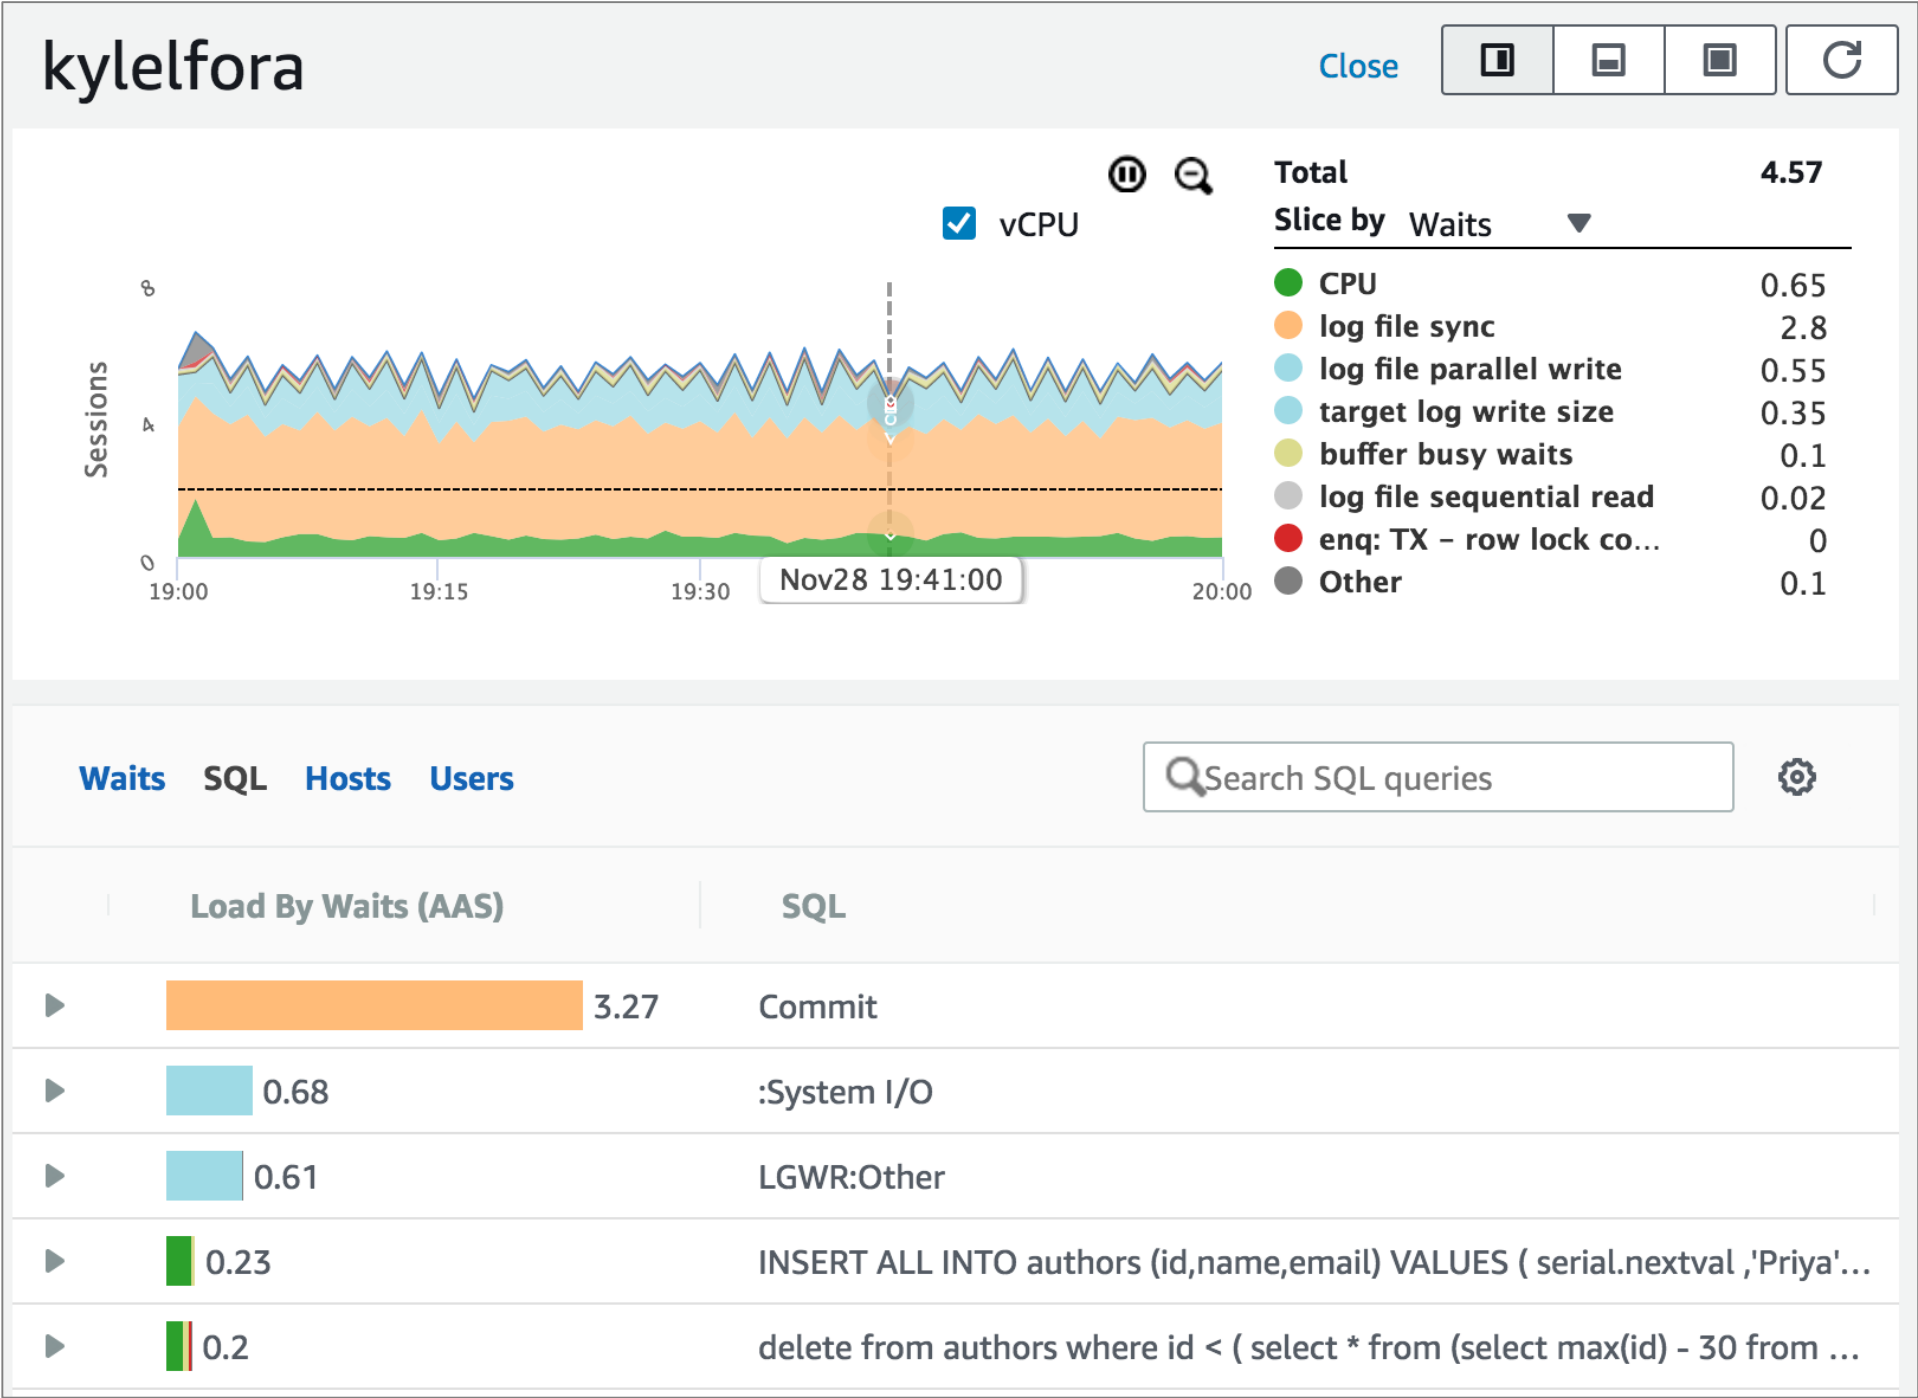 kylelfora
Close
Total 4.57
vCPU
Slice by Waits
CPU 0.65
log file sync 2.8
log file parallel write 0.55
target log write size 0.35
buffer busy waits 0.1
log file sequential read 0.02
enq: TX – row lock co... 0
Other 0.1
Sessions
8
4
0
19:00
19:15
19:30
Nov28 19:41:00
20:00
Waits SQL Hosts Users
Search SQL queries
Load By Waits (AAS) SQL
3.27 Commit
0.68 :System I/O
0.61 LGWR:Other
0.23 INSERT ALL INTO authors (id,name,email) VALUES ( serial.nextval ,'Priya'...
0.2 delete from authors where id < ( select * from (select max(id) - 30 from ...